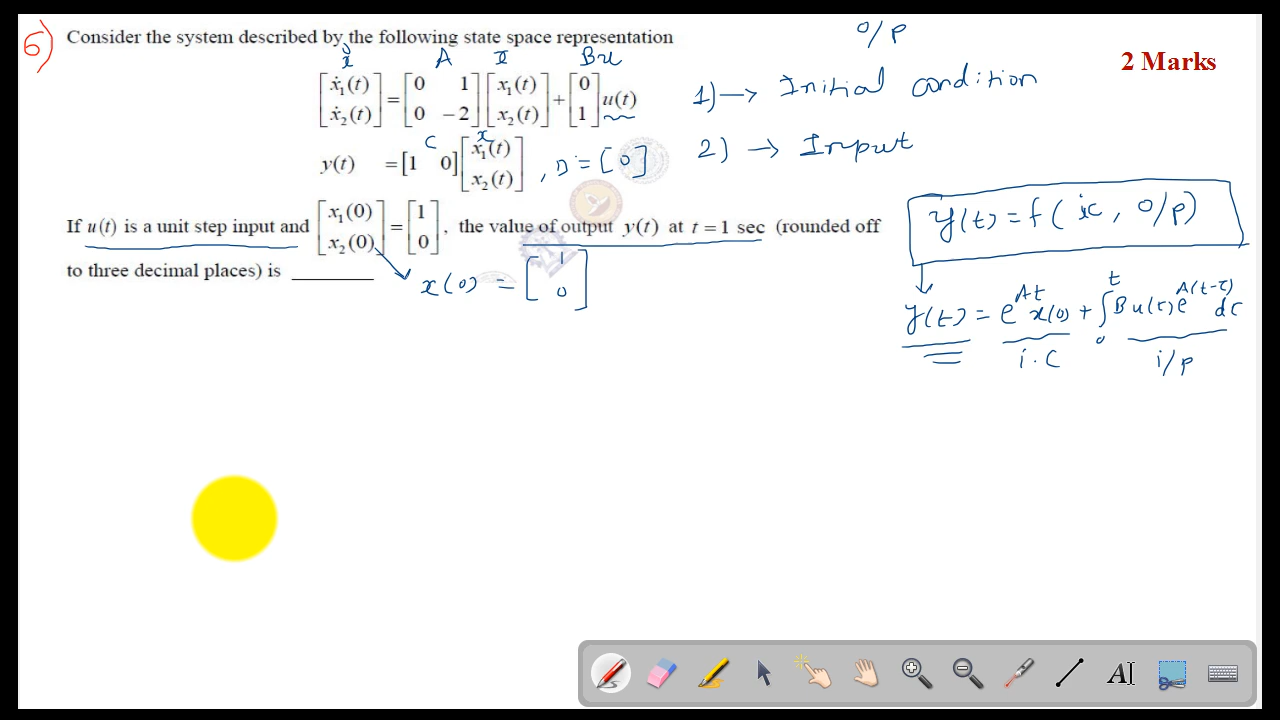 6)
Consider the system described by the following state space representation
o/p
2 Marks
ẋ A x Bu
[ẋ₁(t) ẋ₂(t)] = [0 1 0 −2] [x₁(t) x₂(t)] + [0 1] u(t)
1) → Initial condition
y(t) = [1 0] [x₁(t) x₂(t)] , D = [0]
C x
2) → Input
y(t) = f( ic, o/p)
If u(t) is a unit step input and [x₁(0) x₂(0)] = [1 0], the value of output y(t) at t = 1 sec (rounded off
to three decimal places) is ________
x(0) = [1 0]
y(t) = e^{At} x(0) + ∫₀^t Bu(τ) e^{A(t-τ)} dτ
i.c i/p
AI